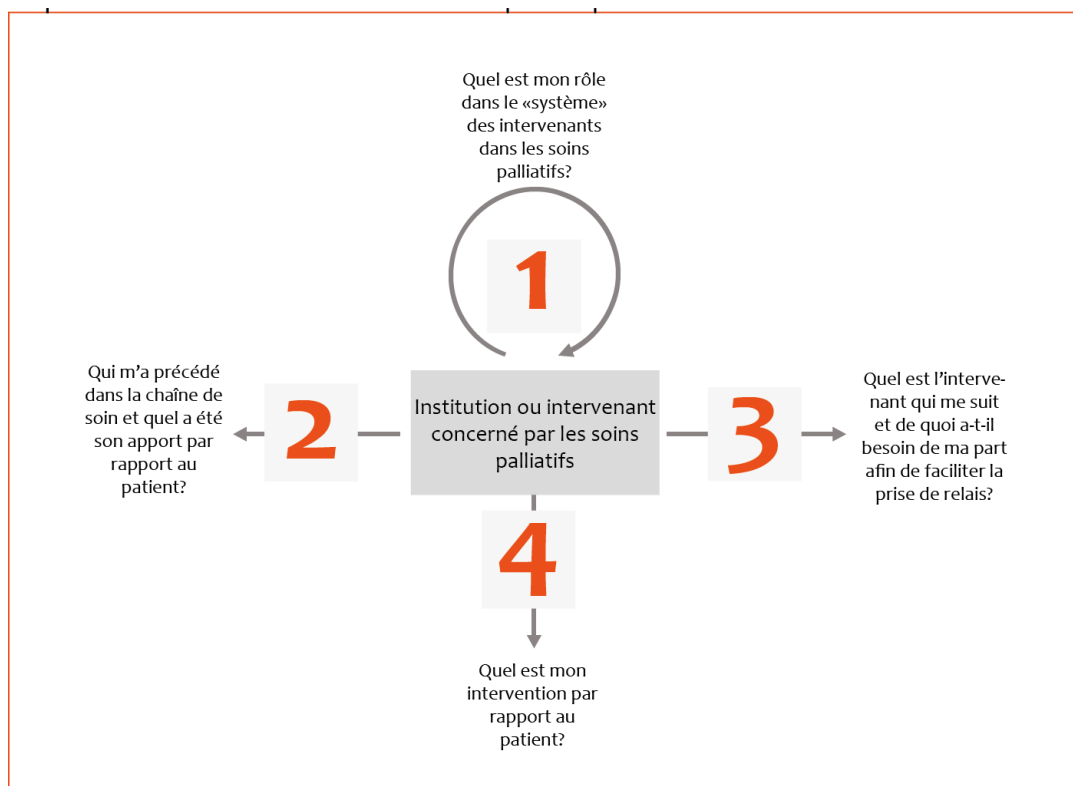 Quel est mon rôle
dans le «système»
des intervenants
dans les soins
palliatifs?
1
Qui m'a précédé
dans la chaîne de
soin et quel a été
son apport par
rapport au
patient?
2
Institution ou intervenant
concerné par les soins
palliatifs
3
Quel est l'interve-
nant qui me suit
et de quoi a-t-il
besoin de ma part
afin de faciliter la
prise de relais?
4
Quel est mon
intervention par
rapport au
patient?